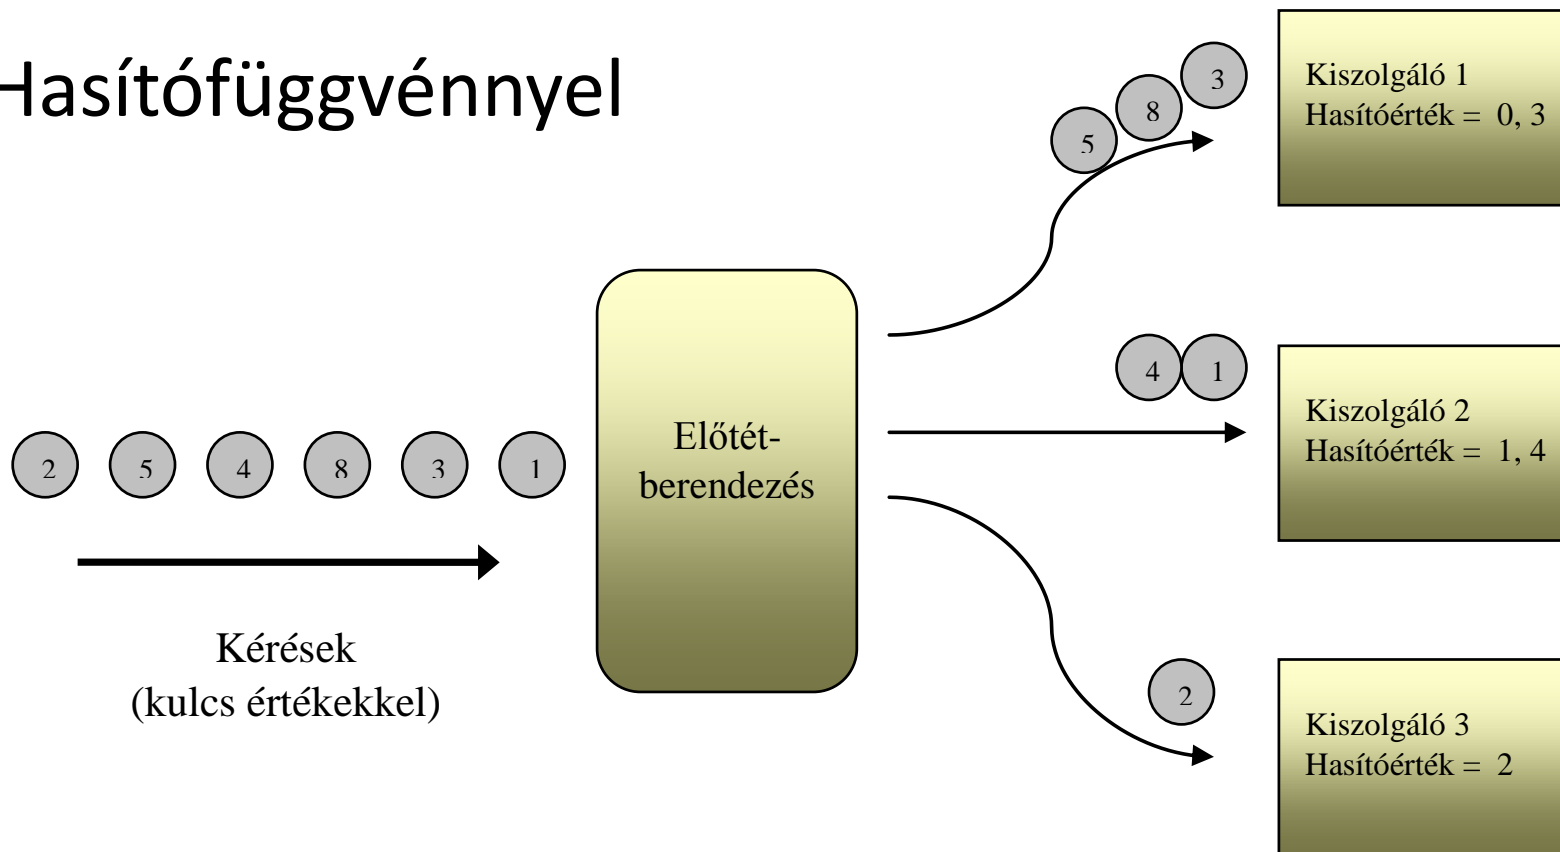 Hasítófüggvénnyel
3
8
5
Kiszolgáló 1
Hasítóérték = 0, 3
4 1
Kiszolgáló 2
Hasítóérték = 1, 4
2 5 4 8 3 1
Előtét-
berendezés
Kérések
(kulcs értékekkel)
2
Kiszolgáló 3
Hasítóérték = 2